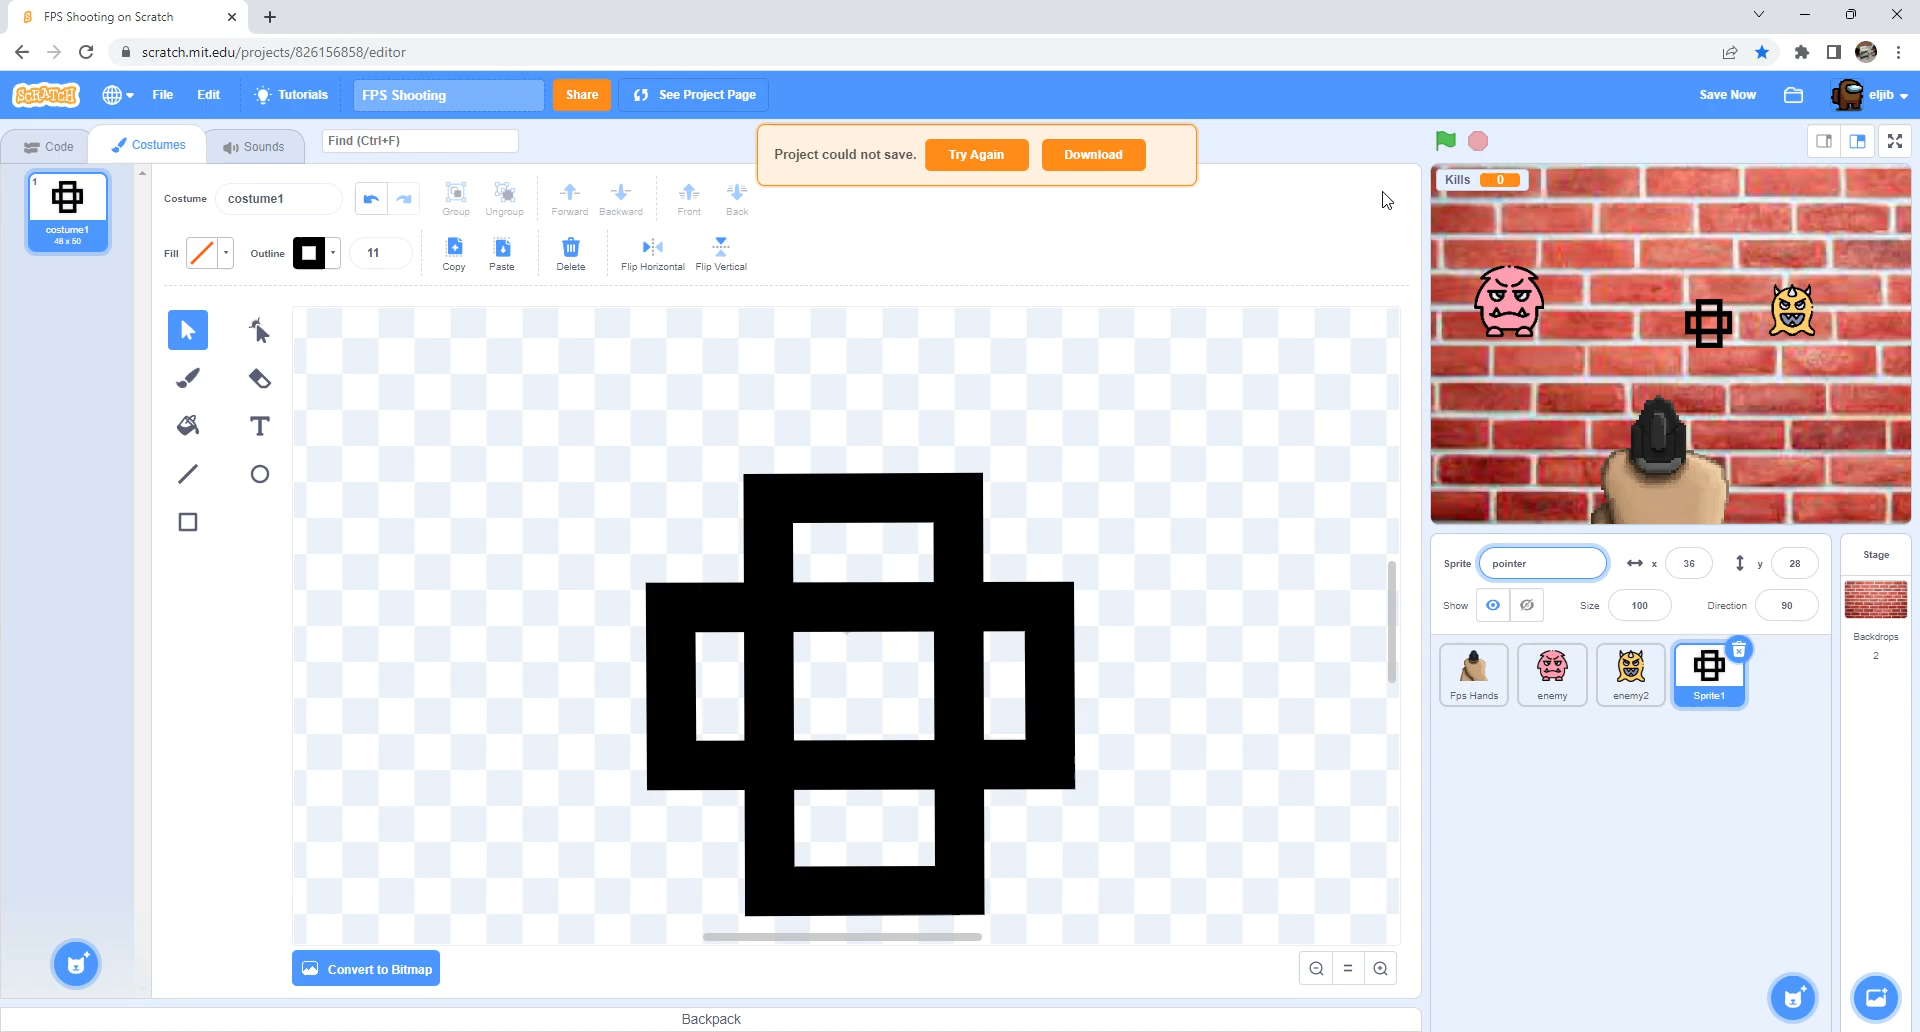 FPS Shooting on Scratch
scratch.mit.edu/projects/826156858/editor
SCRATCH
File
Edit
Tutorials
FPS Shooting
Share
See Project Page
Save Now
eljib
Code
Costumes
Sounds
Find (Ctrl+F)
Project could not save.
Try Again
Download
1
costume1
48 x 50
Costume
costume1
Group
Ungroup
Forward
Backward
Front
Back
Fill
Outline
11
Copy
Paste
Delete
Flip Horizontal
Flip Vertical
T
Convert to Bitmap
Backpack
Kills 0
Sprite
pointer
x
36
y
28
Show
Size
100
Direction
90
Fps Hands
enemy
enemy2
Sprite1
Stage
Backdrops
2